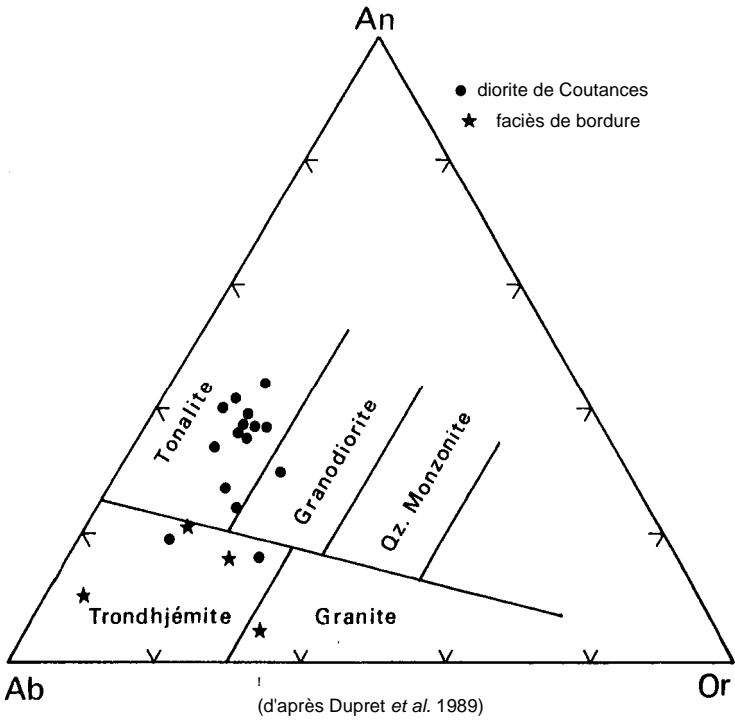 An
diorite de Coutances
faciès de bordure
Tonalite
Granodiorite
Qz. Monzonite
Trondhjémite
Granite
Ab
Or
(d'après Dupret et al. 1989)